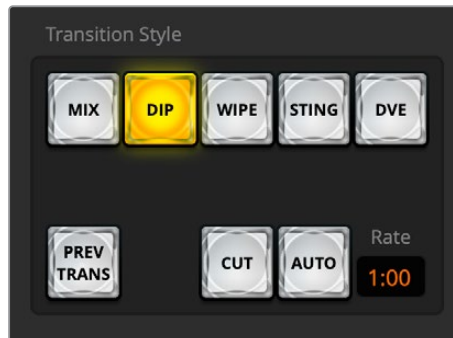 Transition Style
MIX
DIP
WIPE
STING
DVE
PREV
TRANS
CUT
AUTO
Rate
1:00